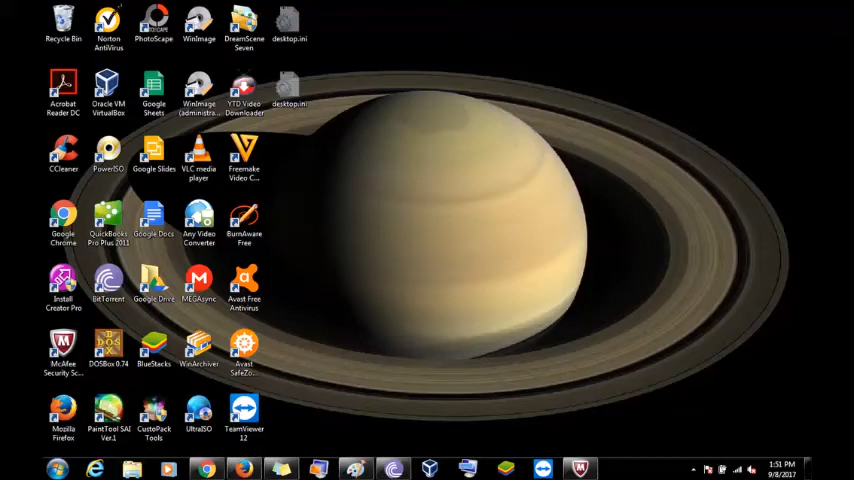 Recycle Bin
Norton
AntiVirus
PhotoScape
WinImage
DreamScene
Seven
desktop.ini
Acrobat
Reader DC
Oracle VM
VirtualBox
Google
Sheets
WinImage
(administra...
YTD Video
Downloader
desktop.ini
CCleaner
PowerISO
Google Slides
VLC media
player
Freemake
Video C...
Google
Chrome
QuickBooks
Pro Plus 2011
Google Docs
Any Video
Converter
BurnAware
Free
Install
Creator Pro
BitTorrent
Google Drive
MEGAsync
Avast Free
Antivirus
McAfee
Security Sc...
DOSBox 0.74
BlueStacks
WinArchiver
Avast
SafeZo...
Mozilla
Firefox
PaintTool SAI
Ver.1
CustoPack
Tools
UltraISO
TeamViewer
12
1:51 PM
9/8/2017